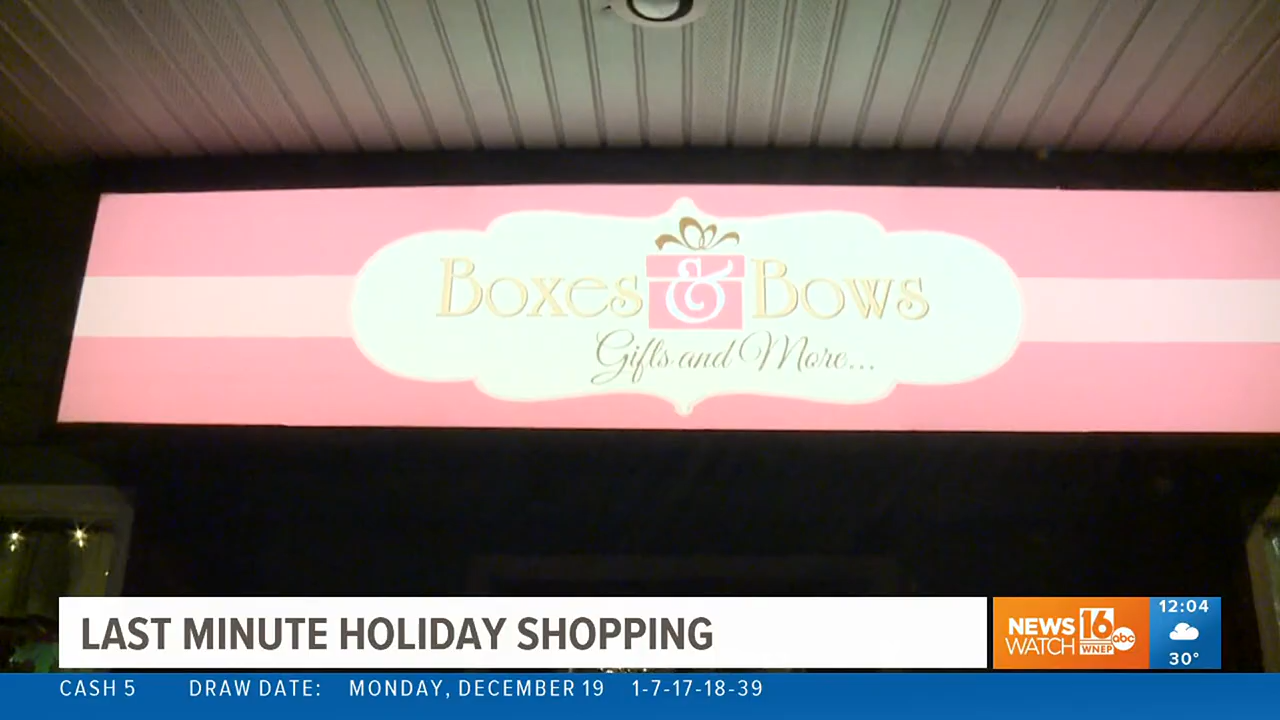 Boxes & Bows
Gifts and More...
LAST MINUTE HOLIDAY SHOPPING
NEWS 16
WATCH WNEP abc
12:04
30°
CASH 5 DRAW DATE: MONDAY, DECEMBER 19 1-7-17-18-39